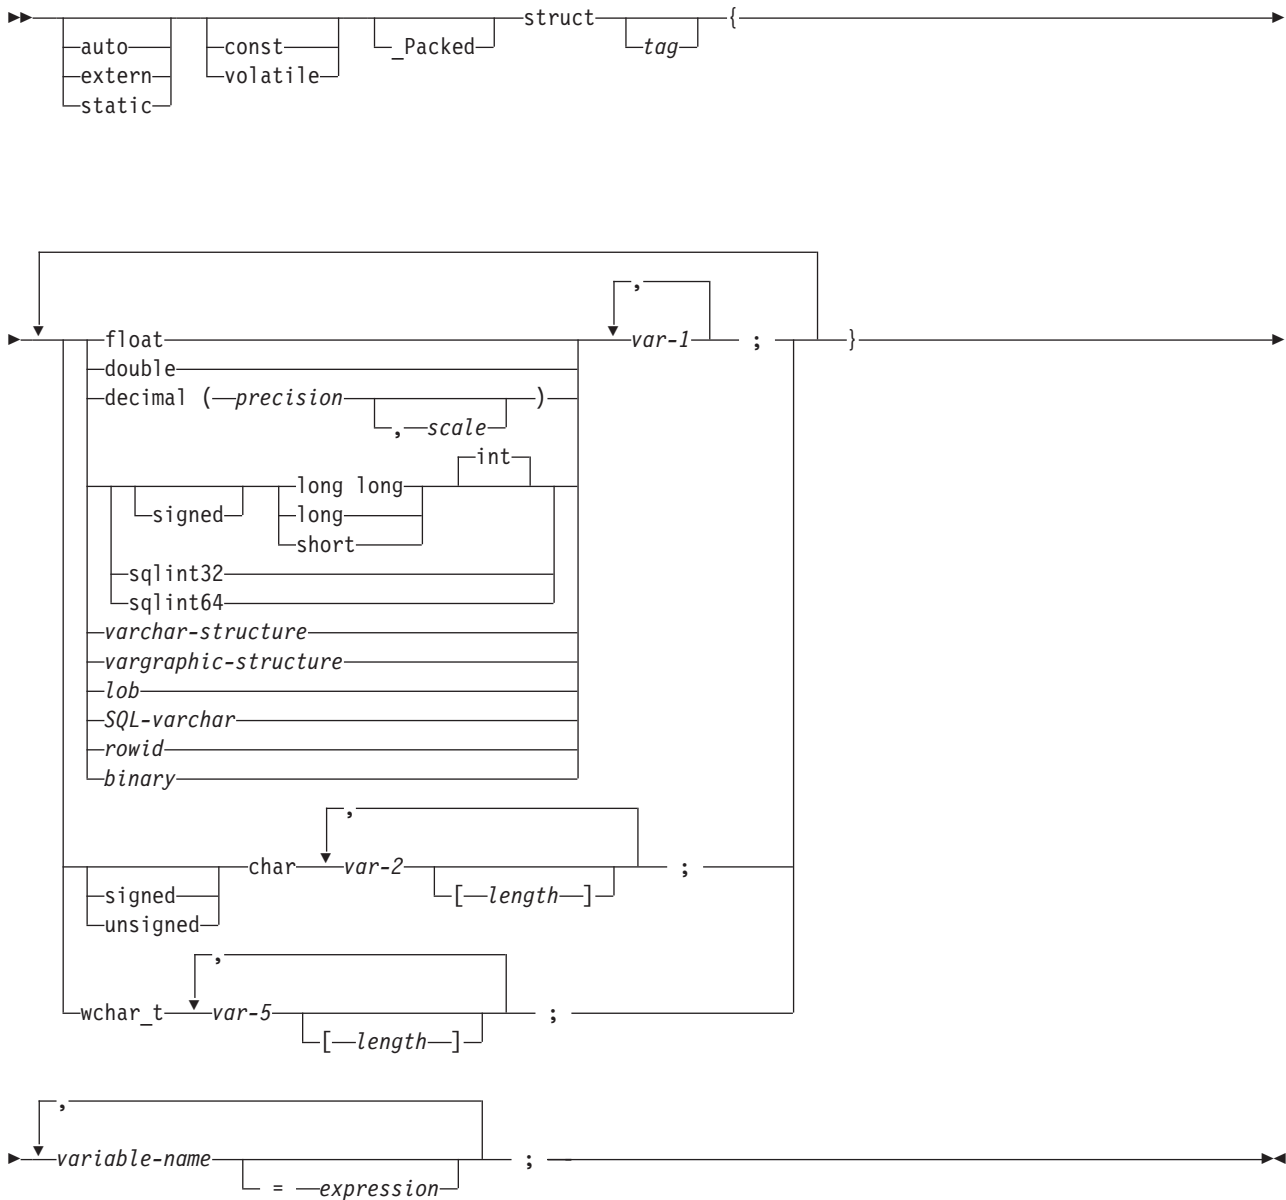 struct {
auto const _Packed tag
extern volatile
static
,
float var-1 ; }
double
decimal ( precision )
, scale
int
long long
signed long
short
sqlint32
sqlint64
varchar-structure
vargraphic-structure
lob
SQL-varchar
rowid
binary
,
char var-2 ;
signed [ length ]
unsigned
,
wchar_t var-5 ;
[ length ]
,
variable-name ;
= expression